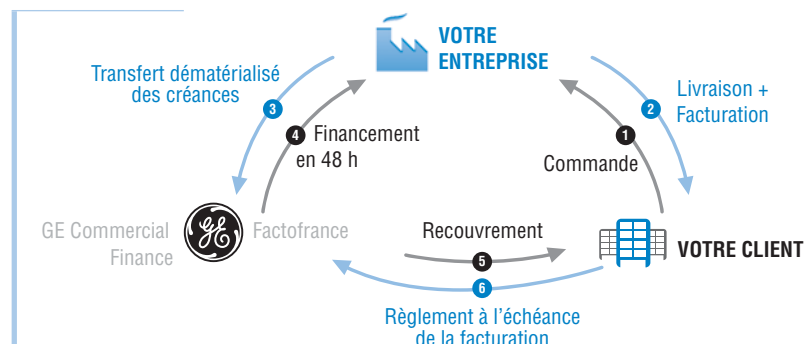 VOTRE
ENTREPRISE
Transfert dématérialisé
des créances
3
4
Financement
en 48 h
2
Livraison +
Facturation
1
Commande
GE Commercial
Finance
GE
Factofrance
Recouvrement
5
VOTRE CLIENT
6
Règlement à l’échéance
de la facturation